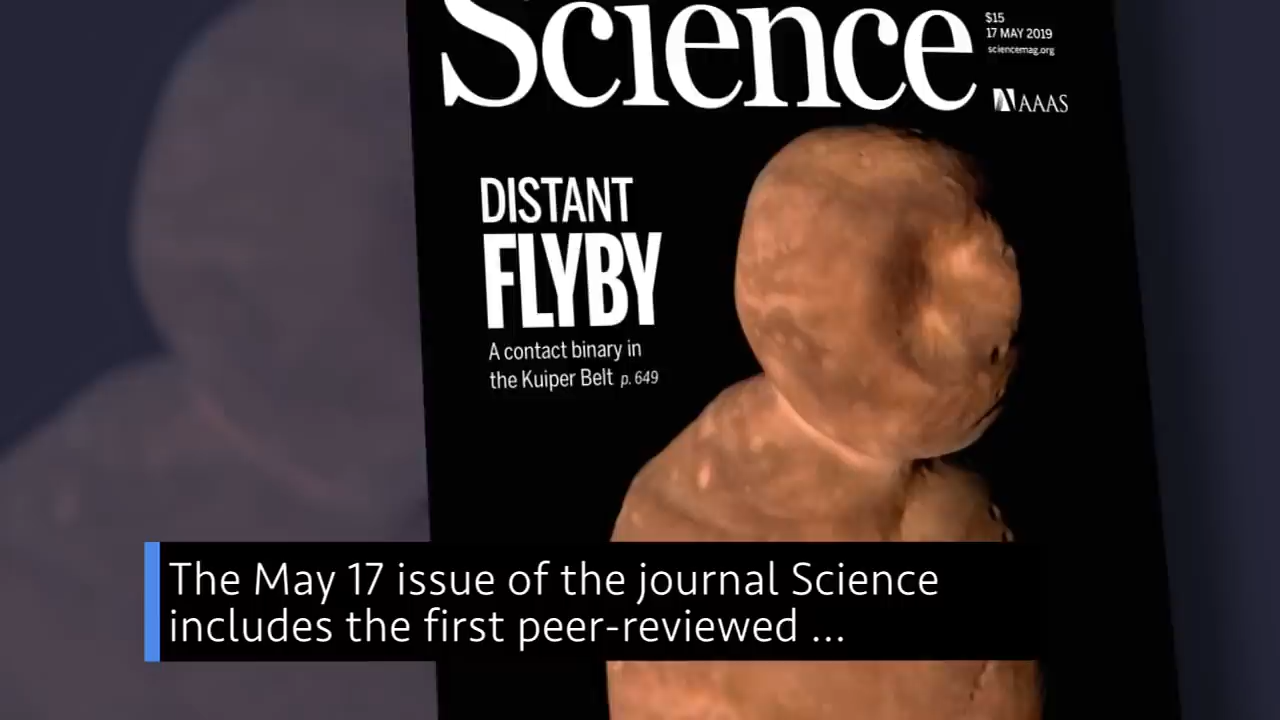 Science
$15
17 MAY 2019
sciencemag.org
AAAS
DISTANT
FLYBY
A contact binary in
the Kuiper Belt p. 649
The May 17 issue of the journal Science
includes the first peer-reviewed ...